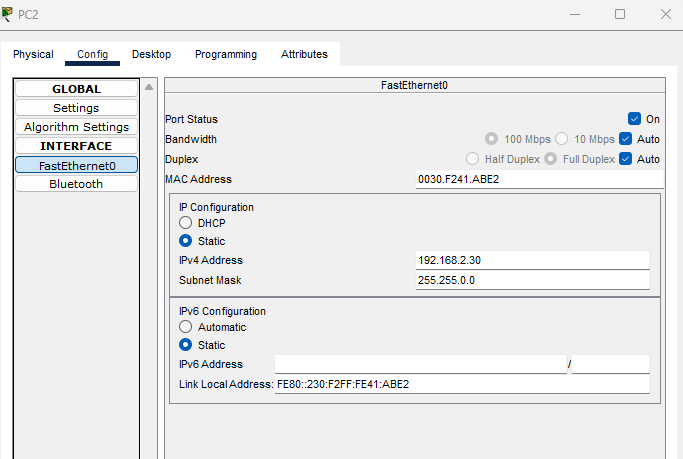 PC2
Physical Config Desktop Programming Attributes
GLOBAL
Settings
Algorithm Settings
INTERFACE
FastEthernet0
Bluetooth
FastEthernet0
Port Status On
Bandwidth 100 Mbps 10 Mbps Auto
Duplex Half Duplex Full Duplex Auto
MAC Address 0030.F241.ABE2
IP Configuration
DHCP
Static
IPv4 Address 192.168.2.30
Subnet Mask 255.255.0.0
IPv6 Configuration
Automatic
Static
IPv6 Address /
Link Local Address: FE80::230:F2FF:FE41:ABE2